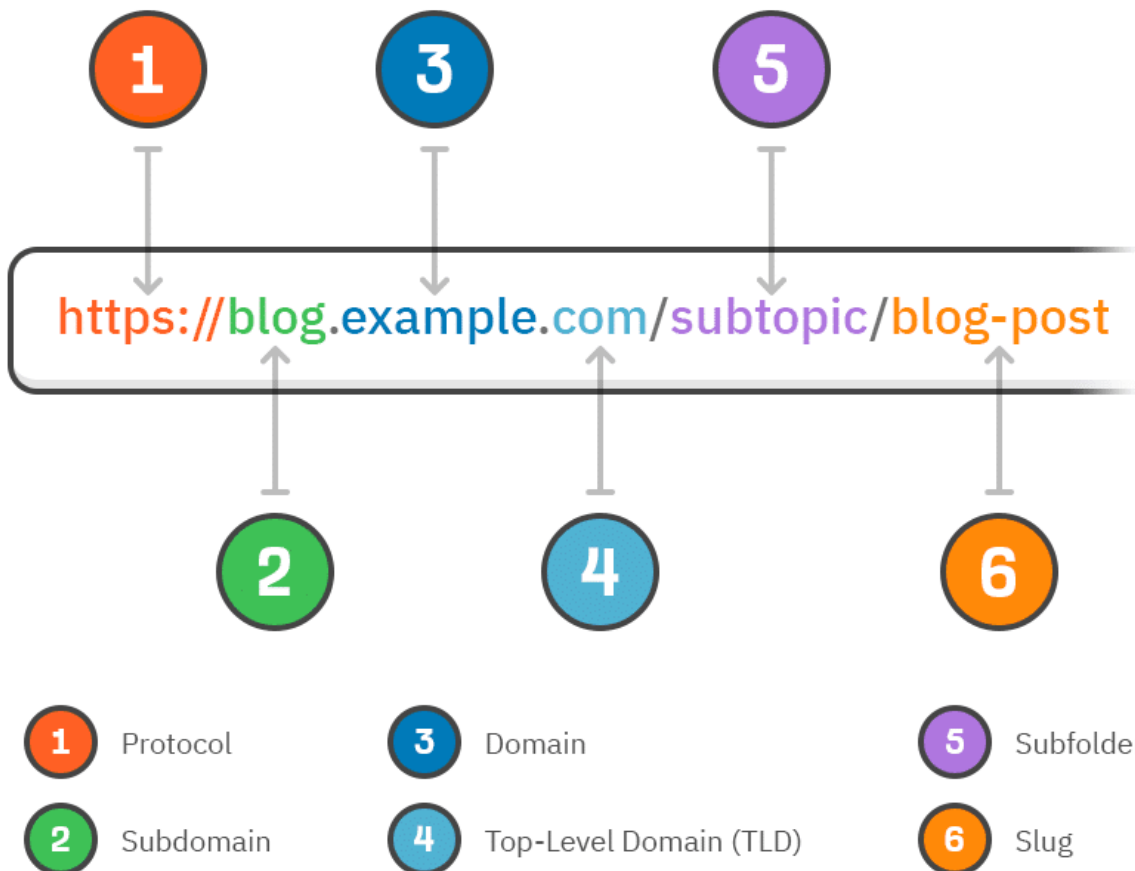 1 3 5
https://blog.example.com/subtopic/blog-post
2 4 6
1 Protocol 3 Domain 5 Subfolde
2 Subdomain 4 Top-Level Domain (TLD) 6 Slug